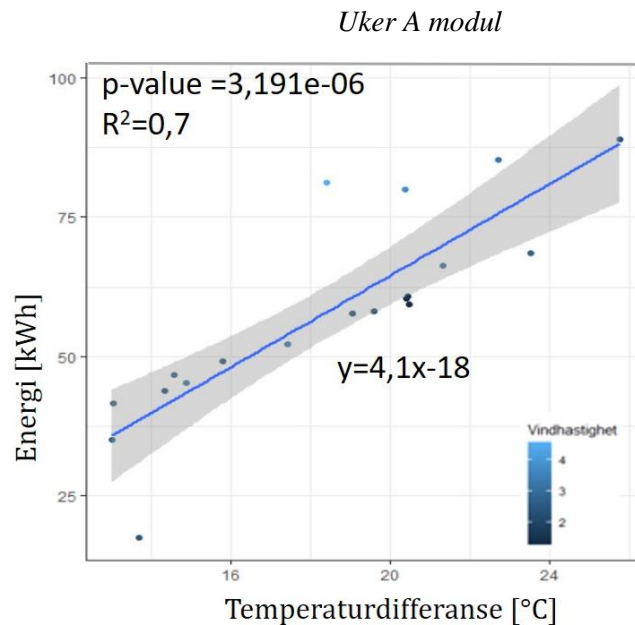 Uker A modul
p-value =3,191e-06
R²=0,7
100
75
50
25
Energi [kWh]
y=4,1x-18
Vindhastighet
4
3
2
16
20
24
Temperaturdifferanse [°C]